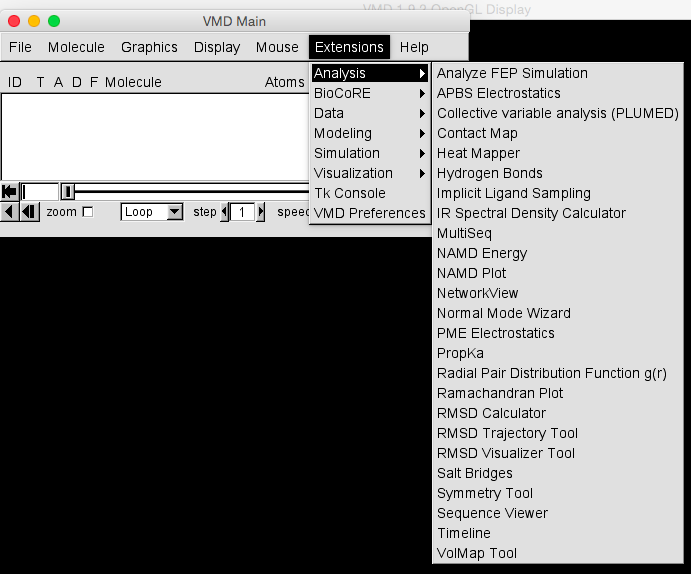 VMD 1.9.2 OpenGL Display
VMD Main
File Molecule Graphics Display Mouse Extensions Help
ID T A D F Molecule Atoms
zoom Loop step 1 speed
Analysis
BioCoRE
Data
Modeling
Simulation
Visualization
Tk Console
VMD Preferences
Analyze FEP Simulation
APBS Electrostatics
Collective variable analysis (PLUMED)
Contact Map
Heat Mapper
Hydrogen Bonds
Implicit Ligand Sampling
IR Spectral Density Calculator
MultiSeq
NAMD Energy
NAMD Plot
NetworkView
Normal Mode Wizard
PME Electrostatics
PropKa
Radial Pair Distribution Function g(r)
Ramachandran Plot
RMSD Calculator
RMSD Trajectory Tool
RMSD Visualizer Tool
Salt Bridges
Symmetry Tool
Sequence Viewer
Timeline
VolMap Tool